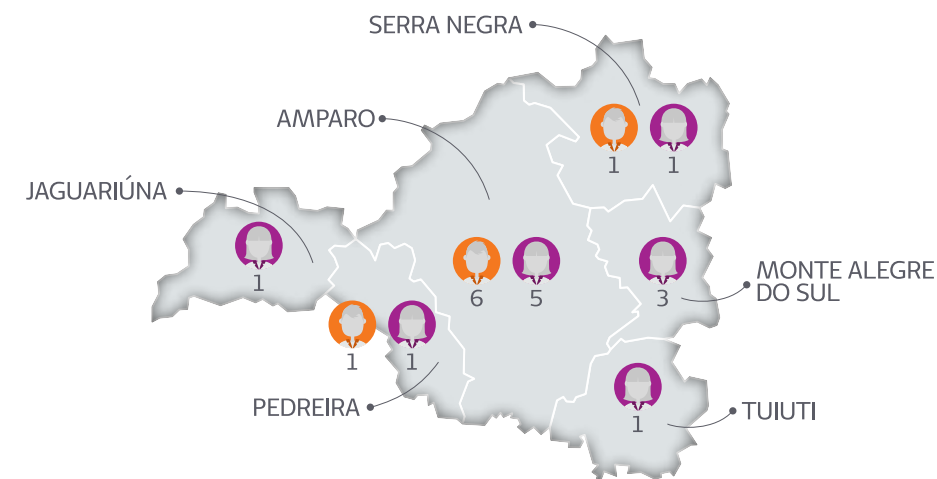 SERRA NEGRA
AMPARO
1 1
JAGUARIÚNA
1
6 5
3
MONTE ALEGRE
DO SUL
1 1
PEDREIRA
1
TUIUTI